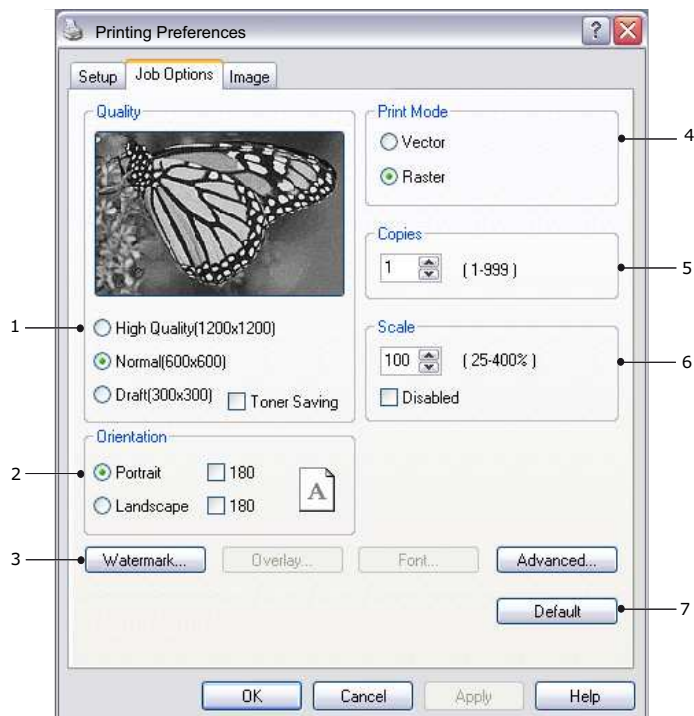 Printing Preferences
?
Setup Job Options Image
Quality
High Quality(1200x1200)
Normal(600x600)
Draft(300x300) Toner Saving
Orientation
Portrait 180
Landscape 180
A
Print Mode
Vector
Raster
Copies
1 (1-999)
Scale
100 (25-400%)
Disabled
Watermark... Overlay... Font... Advanced...
Default
OK Cancel Apply Help
1
2
3
4
5
6
7